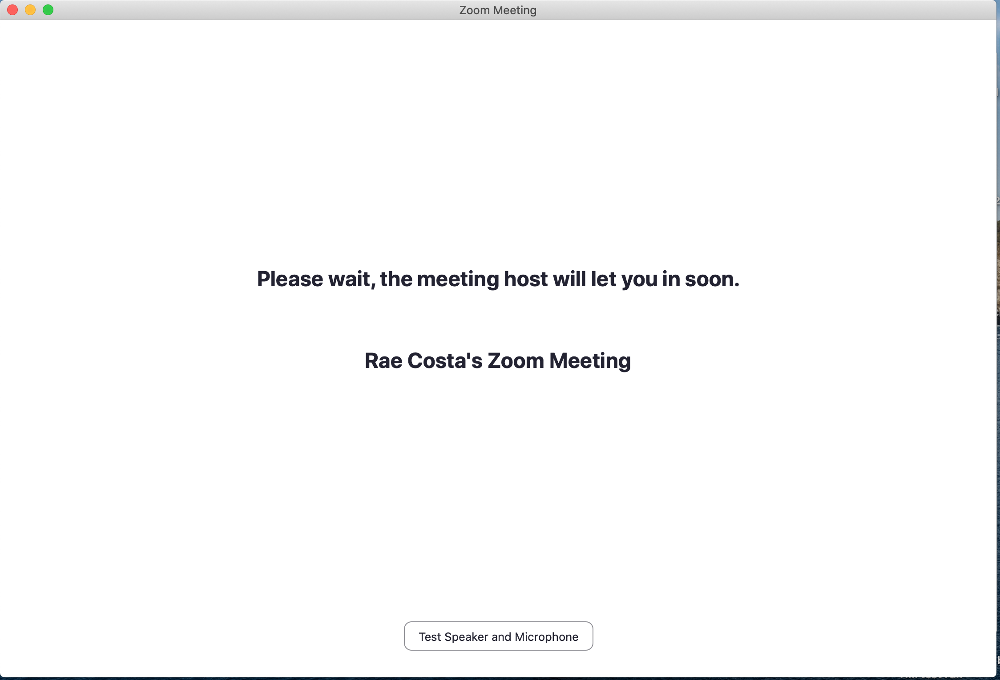 Zoom Meeting
Please wait, the meeting host will let you in soon.
Rae Costa's Zoom Meeting
Test Speaker and Microphone